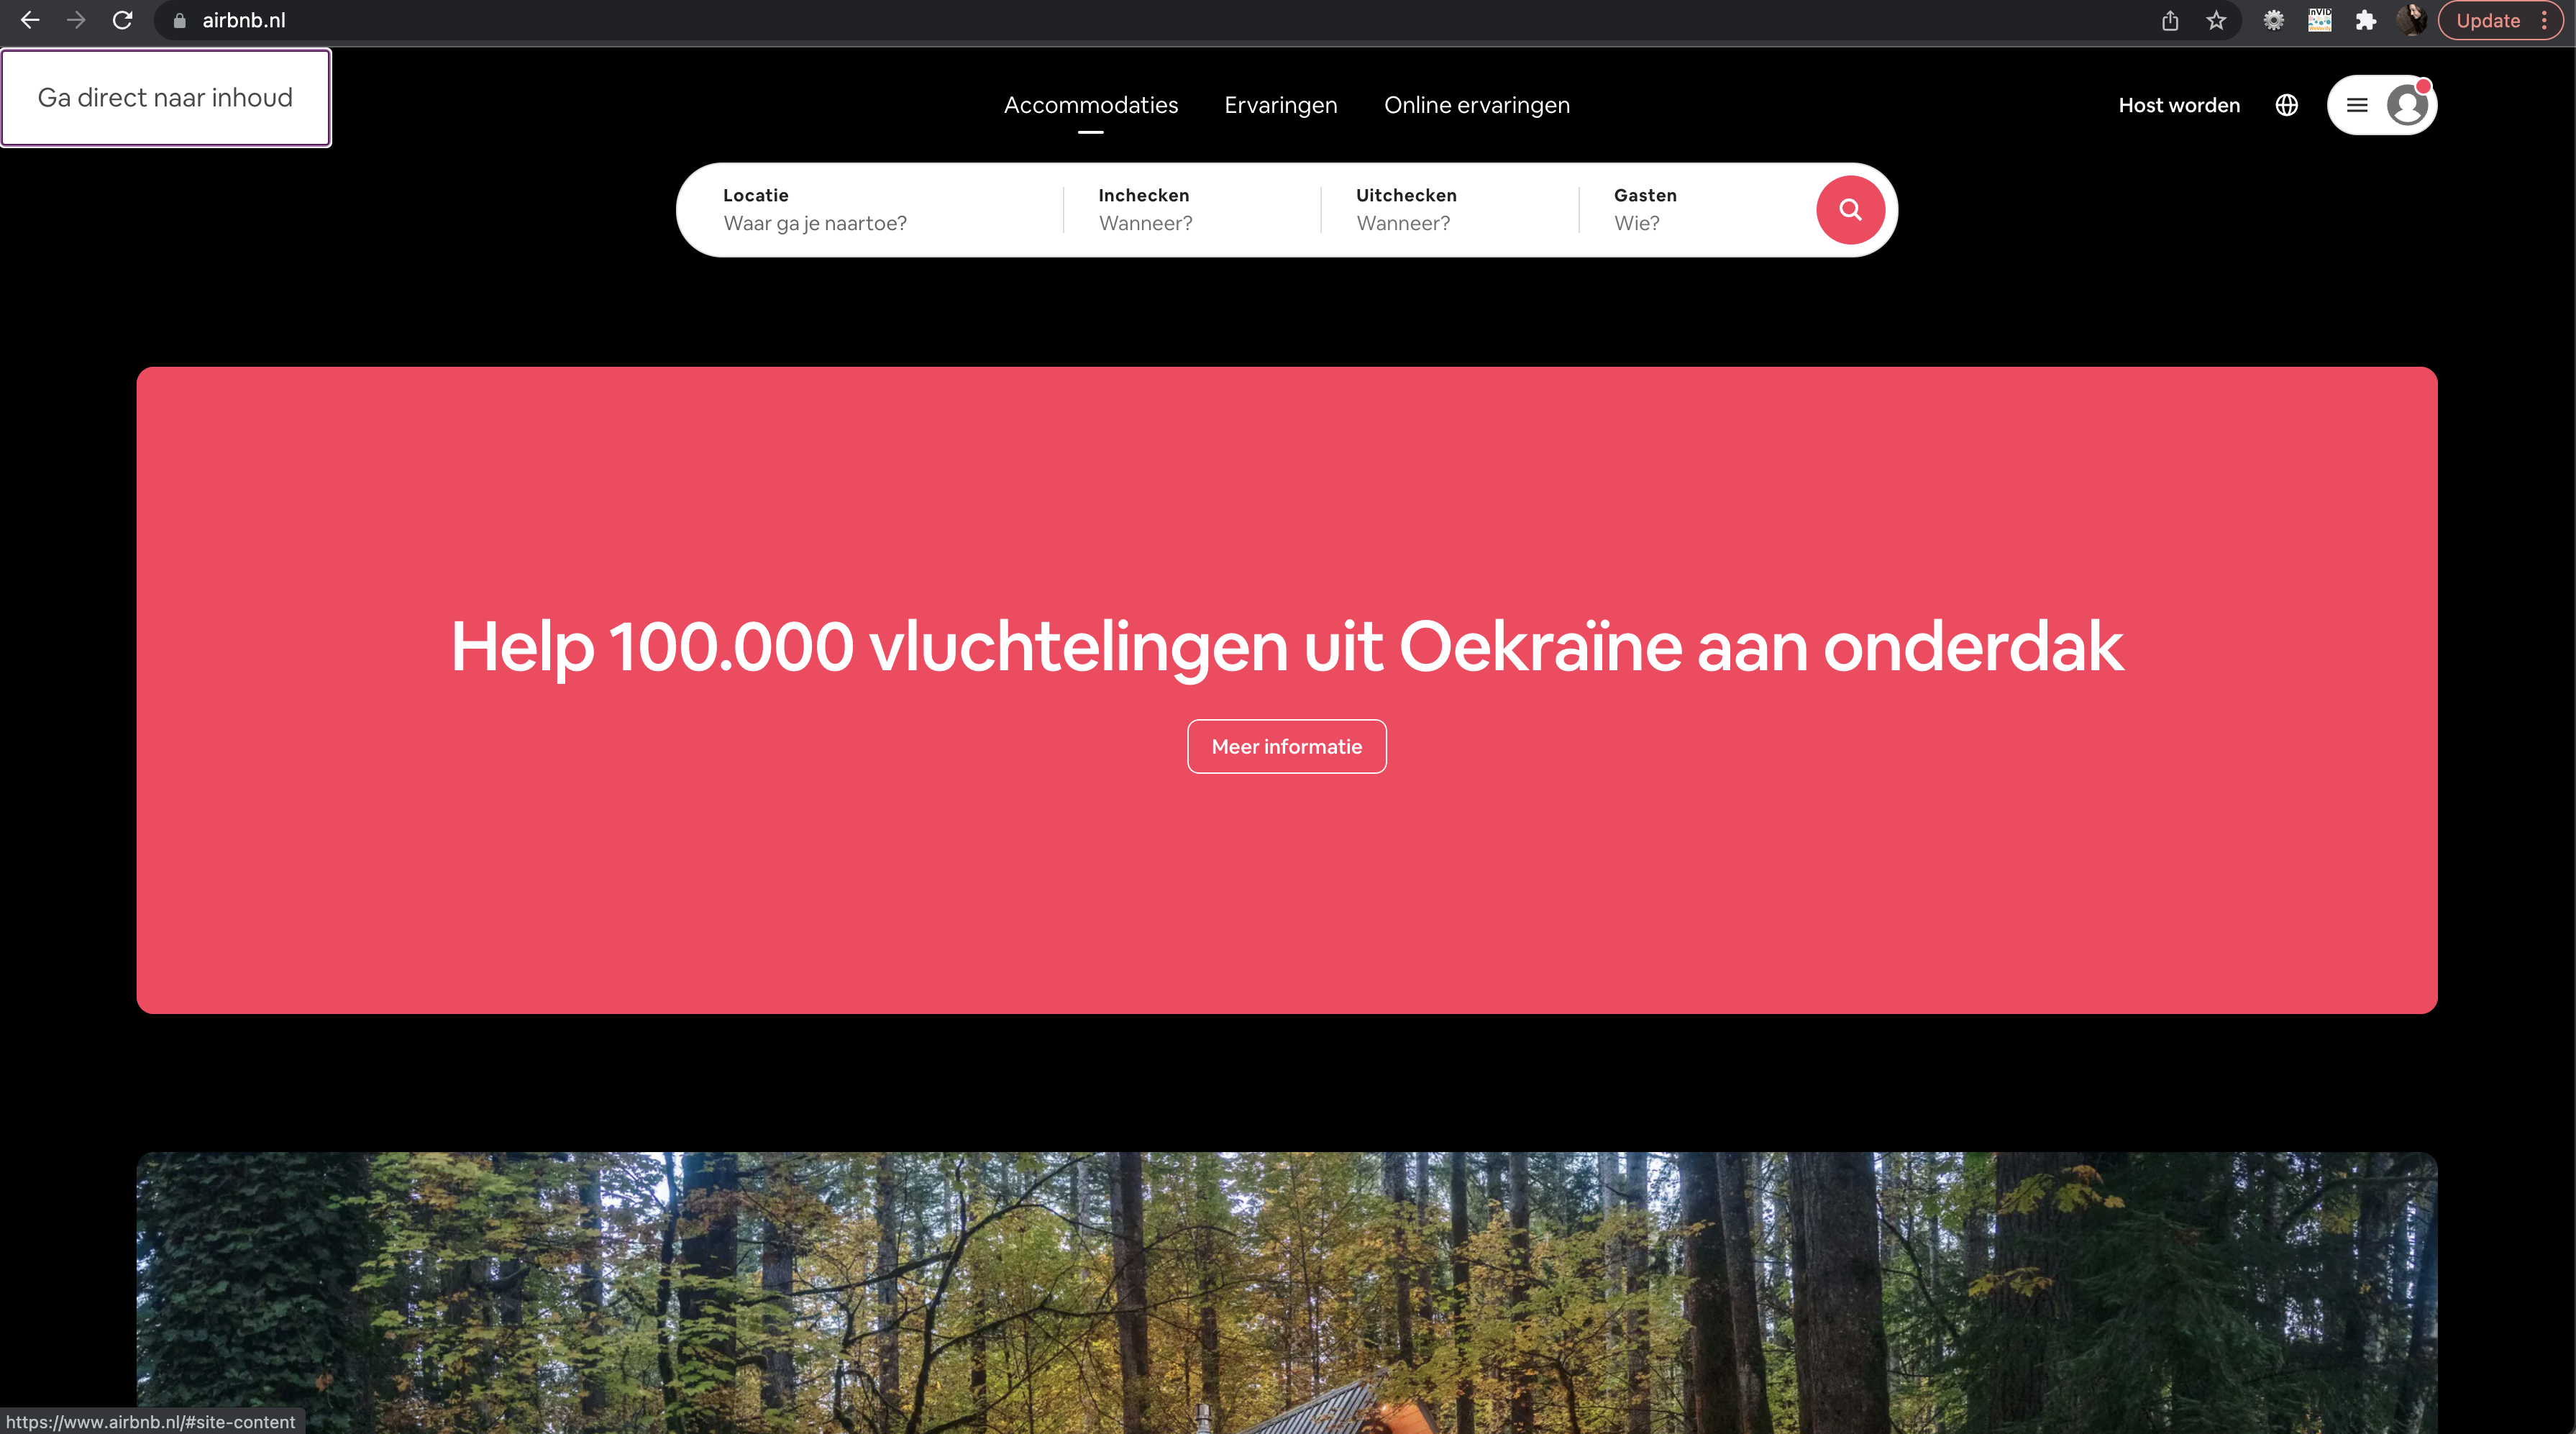 airbnb.nl
Update
Ga direct naar inhoud
Accommodaties Ervaringen Online ervaringen
Host worden
Locatie
Waar ga je naartoe?
Inchecken
Wanneer?
Uitchecken
Wanneer?
Gasten
Wie?
Help 100.000 vluchtelingen uit Oekraïne aan onderdak
Meer informatie
https://www.airbnb.nl/#site-content